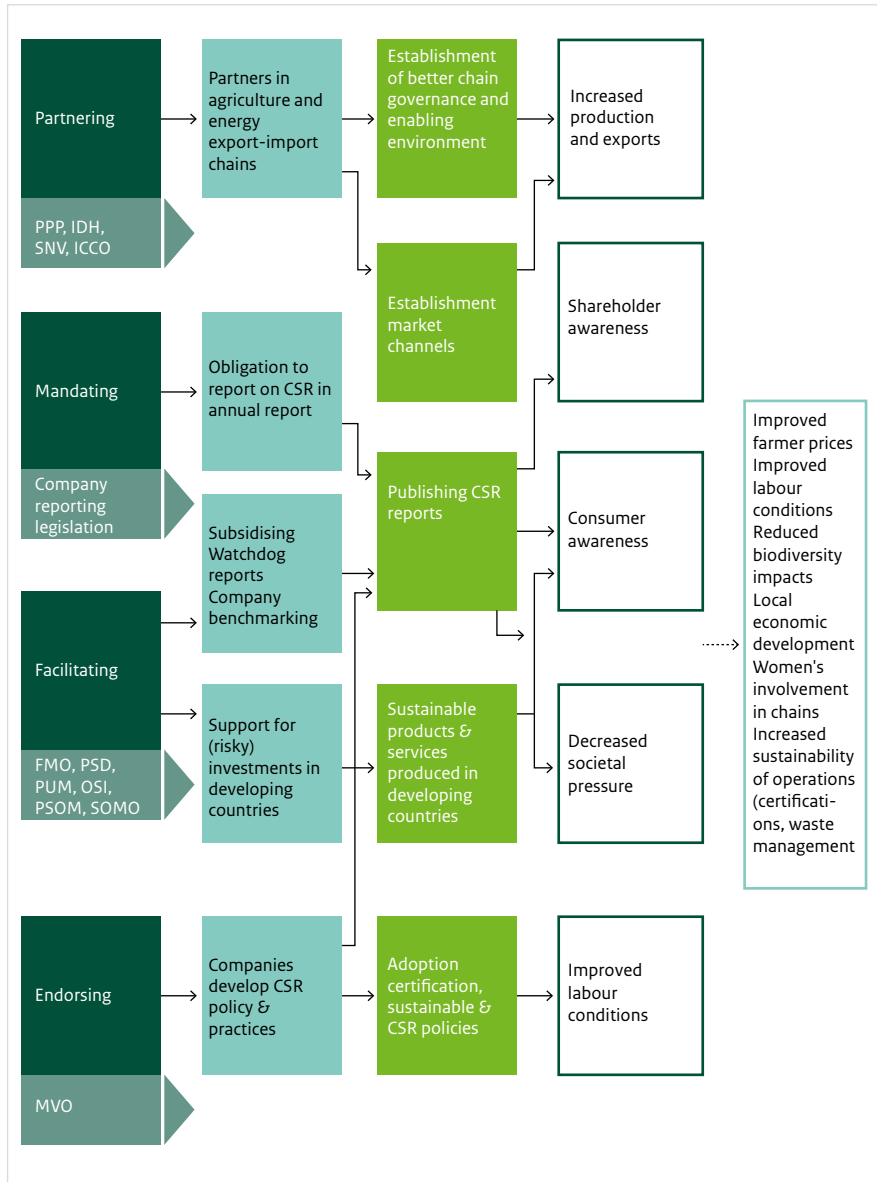 Partnering
PPP, IDH,
SNV, ICCO
Partners in
agriculture and
energy
export-import
chains
Establishment
of better chain
governance and
enabling
environment
Increased
production
and exports
Establishment
market
channels
Shareholder
awareness
Mandating
Company
reporting
legislation
Obligation to
report on CSR in
annual report
Publishing CSR
reports
Consumer
awareness
Subsidising
Watchdog
reports
Company
benchmarking
Facilitating
FMO, PSD,
PUM, OSI,
PSOM, SOMO
Support for
(risky)
investments in
developing
countries
Sustainable
products &
services
produced in
developing
countries
Decreased
societal
pressure
Endorsing
MVO
Companies
develop CSR
policy &
practices
Adoption
certification,
sustainable &
CSR policies
Improved
labour
conditions
Improved
farmer prices
Improved
labour
conditions
Reduced
biodiversity
impacts
Local
economic
development
Women's
involvement
in chains
Increased
sustainability
of operations
(certificati-
ons, waste
management